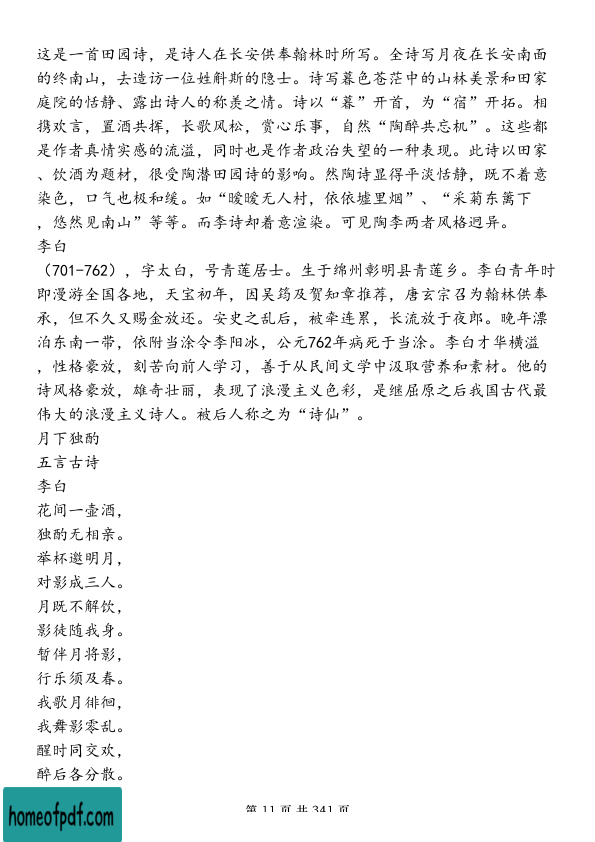 这是一首田园诗，是诗人在长安供奉翰林时所写。全诗写月夜在长安南面
的终南山，去造访一位姓斛斯的隐士。诗写暮色苍茫中的山林美景和田家
庭院的恬静、露出诗人的称羡之情。诗以“暮”开首，为“宿”开拓。相
携欢言，置酒共挥，长歌风松，赏心乐事，自然“陶醉共忘机”。这些都
是作者真情实感的流溢，同时也是作者政治失望的一种表现。此诗以田家
、饮酒为题材，很受陶潜田园诗的影响。然陶诗显得平淡恬静，既不着意
染色，口气也极和缓。如“暧暧无人村，依依墟里烟”、“采菊东篱下
，悠然见南山”等等。而李诗却着意渲染。可见陶李两者风格迥异。
李白
（701-762），字太白，号青莲居士。生于绵州彰明县青莲乡。李白青年时
即漫游全国各地，天宝初年，因吴筠及贺知章推荐，唐玄宗召为翰林供奉
承，但不久又赐金放还。安史之乱后，被牵连累，长流放于夜郎。晚年漂
泊东南一带，依附当涂令李阳冰，公元762年病死于当涂。李白才华横溢
，性格豪放，刻苦向前人学习，善于从民间文学中汲取营养和素材。他的
诗风格豪放，雄奇壮丽，表现了浪漫主义色彩，是继屈原之后我国古代最
伟大的浪漫主义诗人。被后人称之为“诗仙”。
月下独酌
五言古诗
李白
花间一壶酒，
独酌无相亲。
举杯邀明月，
对影成三人。
月既不解饮，
影徒随我身。
暂伴月将影，
行乐须及春。
我歌月徘徊，
我舞影零乱。
醒时同交欢，
醉后各分散。
第 11 页 共 341 页
homeofpdf.com